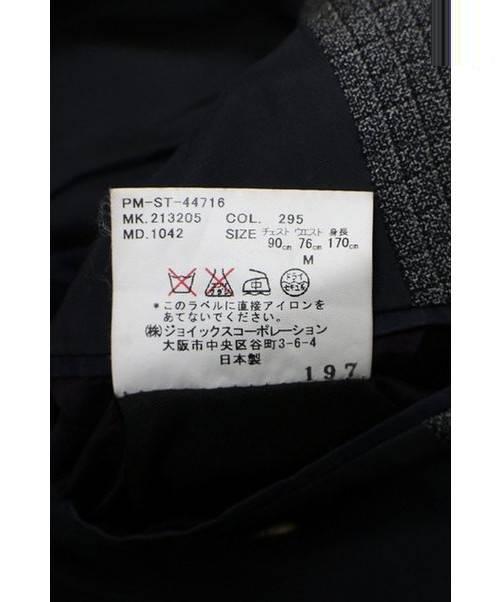 PM-ST-44716
MK.213205 COL. 295
MD.1042 SIZE チェスト ウエスト 身長
90cm 76cm 170cm
M
中 ドライ
セキユ系
*このラベルに直接アイロンを
あてないでください。
(株)ジョイックスコーポレーション
大阪市中央区谷町3-6-4
日本製
197